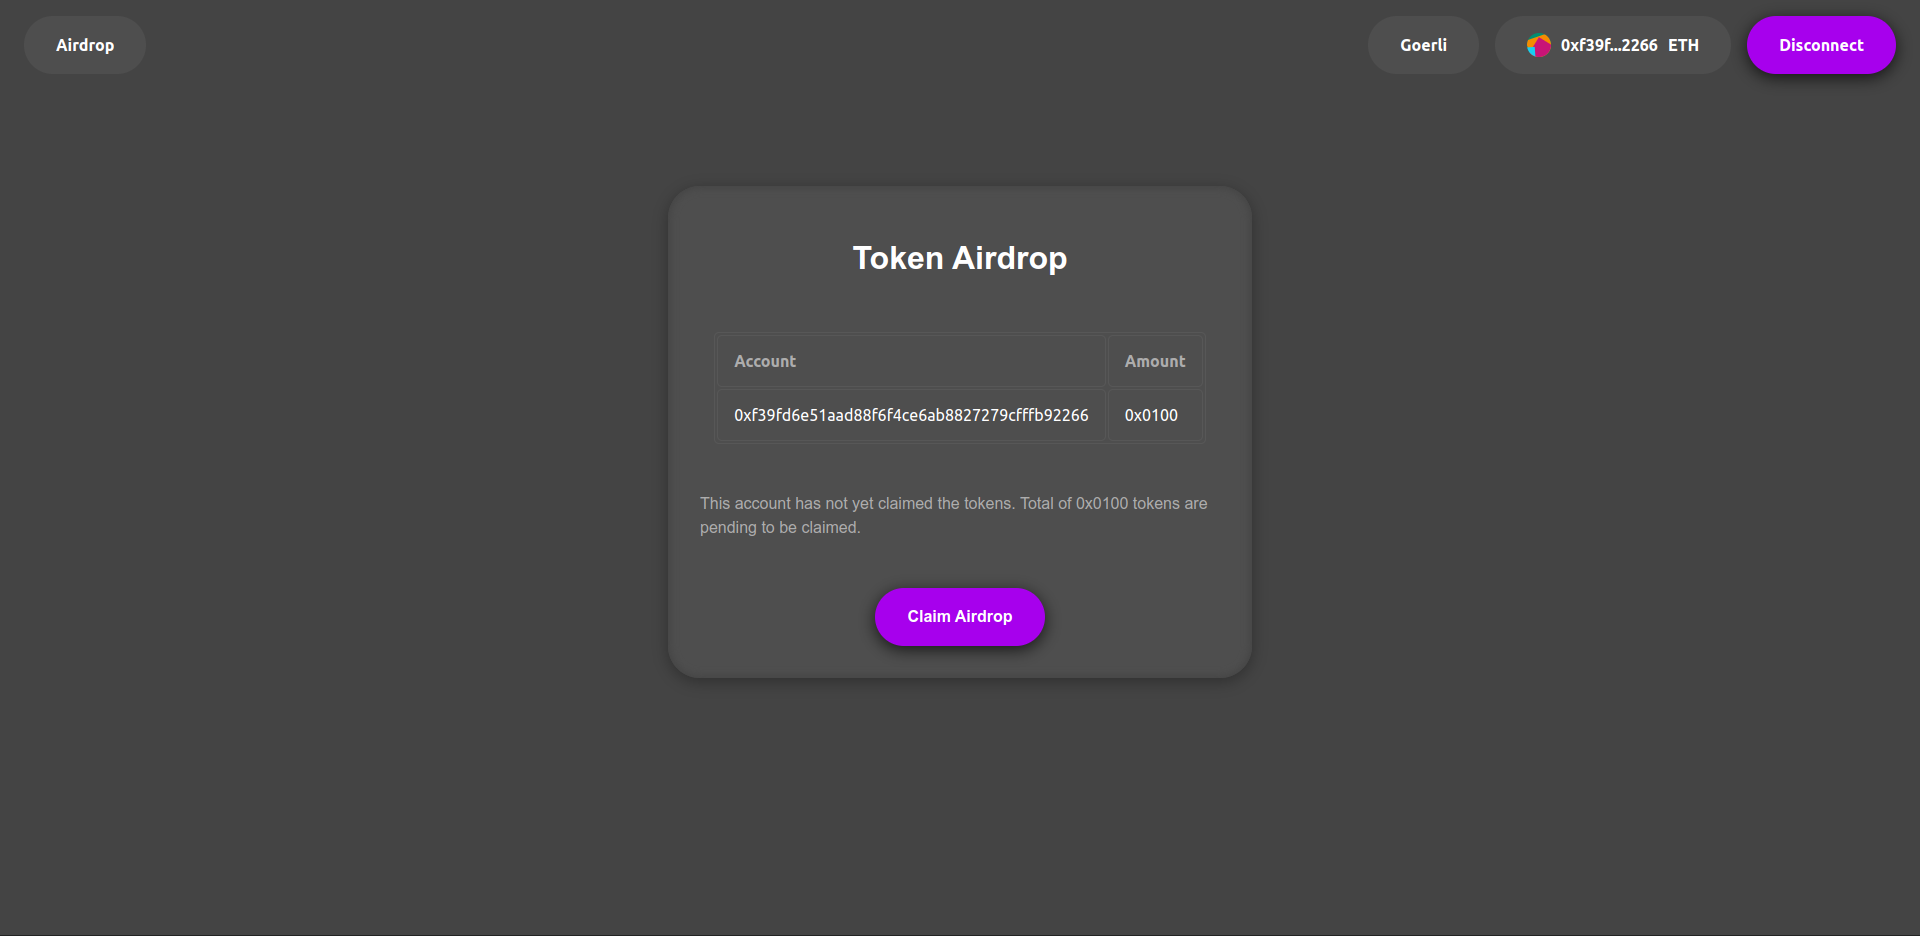 Airdrop
Goerli
0xf39f...2266 ETH
Disconnect
Token Airdrop
Account Amount
0xf39fd6e51aad88f6f4ce6ab8827279cfffb92266 0x0100
This account has not yet claimed the tokens. Total of 0x0100 tokens are
pending to be claimed.
Claim Airdrop